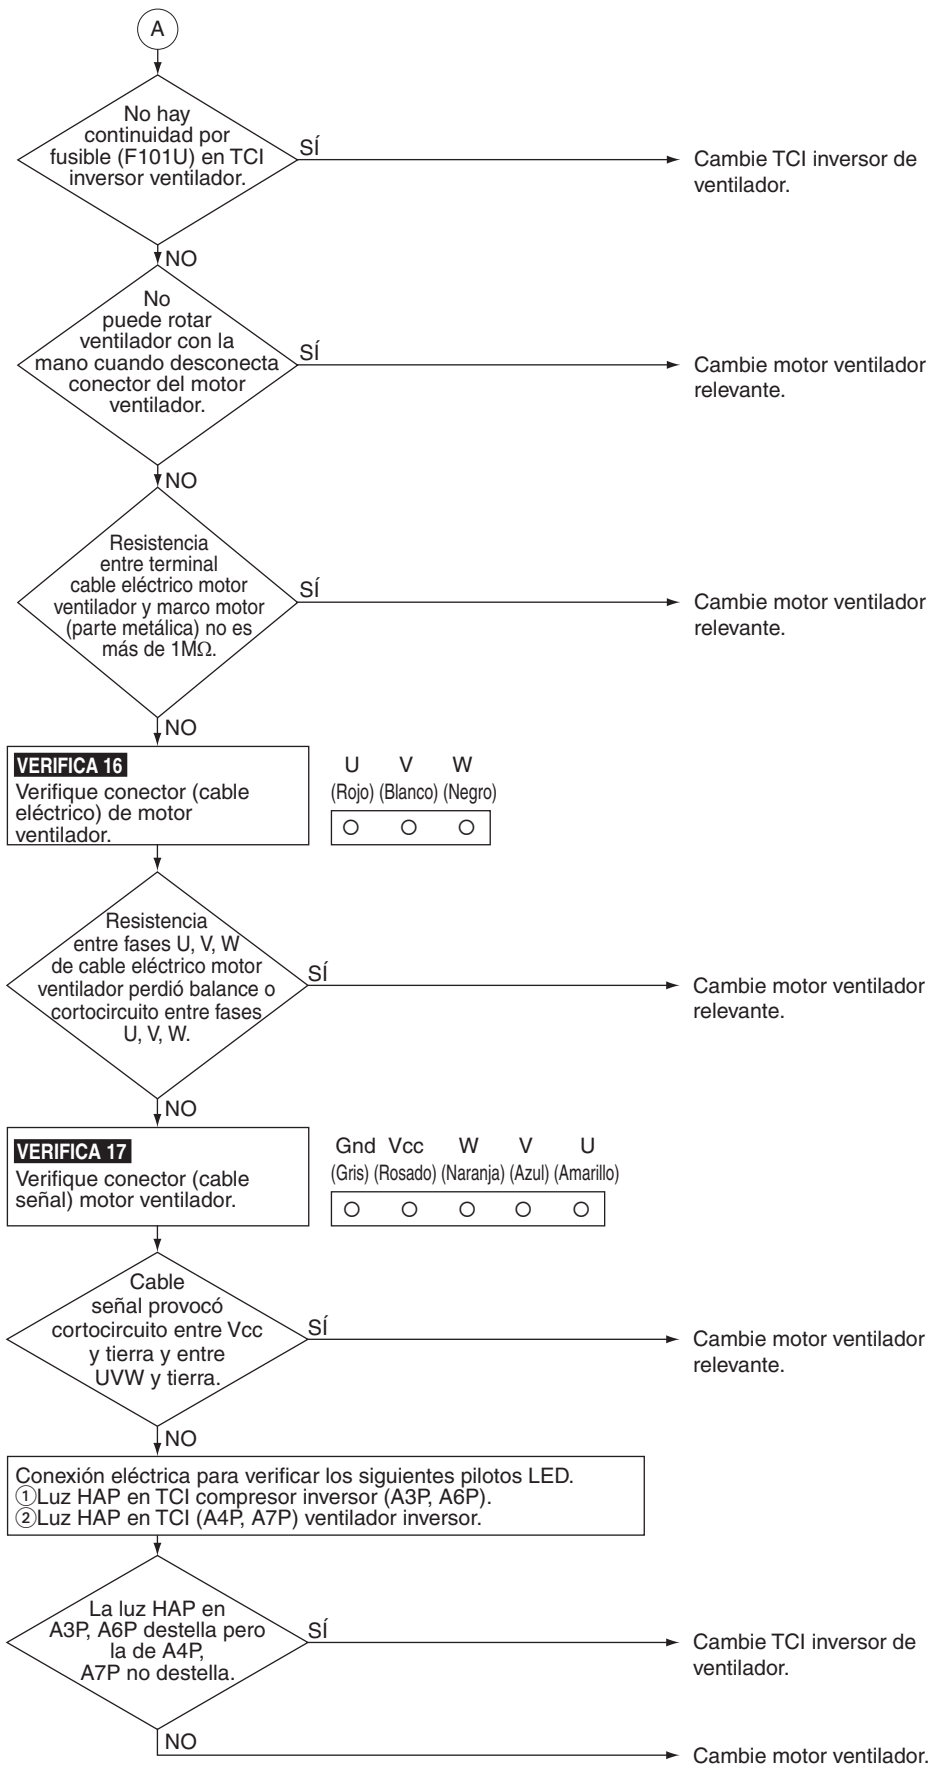 A
No hay
continuidad por
fusible (F101U) en TCI
inversor ventilador.
SÍ
Cambie TCI inversor de
ventilador.
NO
No
puede rotar
ventilador con la
mano cuando desconecta
conector del motor
ventilador.
SÍ
Cambie motor ventilador
relevante.
NO
Resistencia
entre terminal
cable eléctrico motor
ventilador y marco motor
(parte metálica) no es
más de 1MΩ.
SÍ
Cambie motor ventilador
relevante.
NO
VERIFICA 16
Verifique conector (cable
eléctrico) de motor
ventilador.
U V W
(Rojo) (Blanco) (Negro)
Resistencia
entre fases U, V, W
de cable eléctrico motor
ventilador perdió balance o
cortocircuito entre fases
U, V, W.
SÍ
Cambie motor ventilador
relevante.
NO
VERIFICA 17
Verifique conector (cable
señal) motor ventilador.
Gnd Vcc W V U
(Gris) (Rosado) (Naranja) (Azul) (Amarillo)
Cable
señal provocó
cortocircuito entre Vcc
y tierra y entre
UVW y tierra.
SÍ
Cambie motor ventilador
relevante.
NO
Conexión eléctrica para verificar los siguientes pilotos LED.
①Luz HAP en TCI compresor inversor (A3P, A6P).
②Luz HAP en TCI (A4P, A7P) ventilador inversor.
La luz HAP en
A3P, A6P destella pero
la de A4P,
A7P no destella.
SÍ
Cambie TCI inversor de
ventilador.
NO
Cambie motor ventilador.